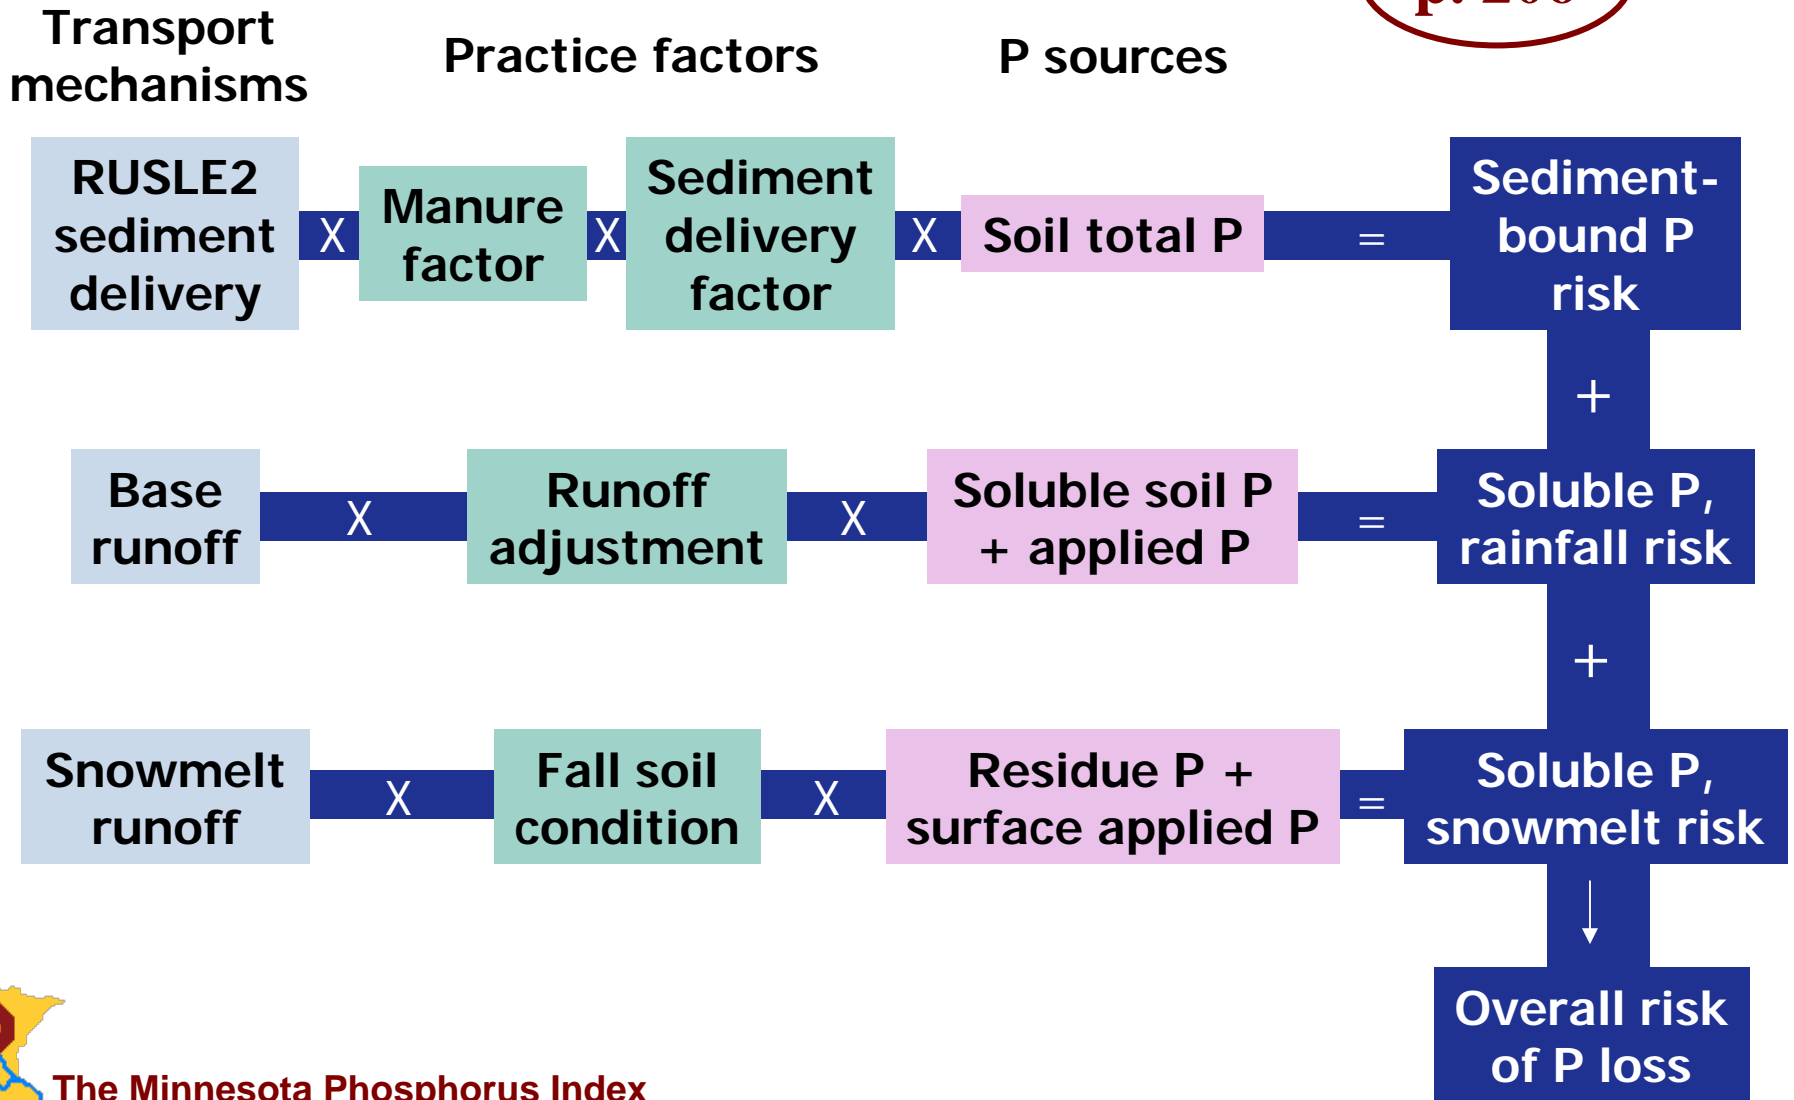 Transport
mechanisms
Practice factors
P sources
RUSLE2
sediment
delivery
X
Manure
factor
X
Sediment
delivery
factor
X
Soil total P
=
Sediment-
bound P
risk
+
Base
runoff
X
Runoff
adjustment
X
Soluble soil P
+ applied P
=
Soluble P,
rainfall risk
+
Snowmelt
runoff
X
Fall soil
condition
X
Residue P +
surface applied P
=
Soluble P,
snowmelt risk
Overall risk
of P loss
The Minnesota Phosphorus Index